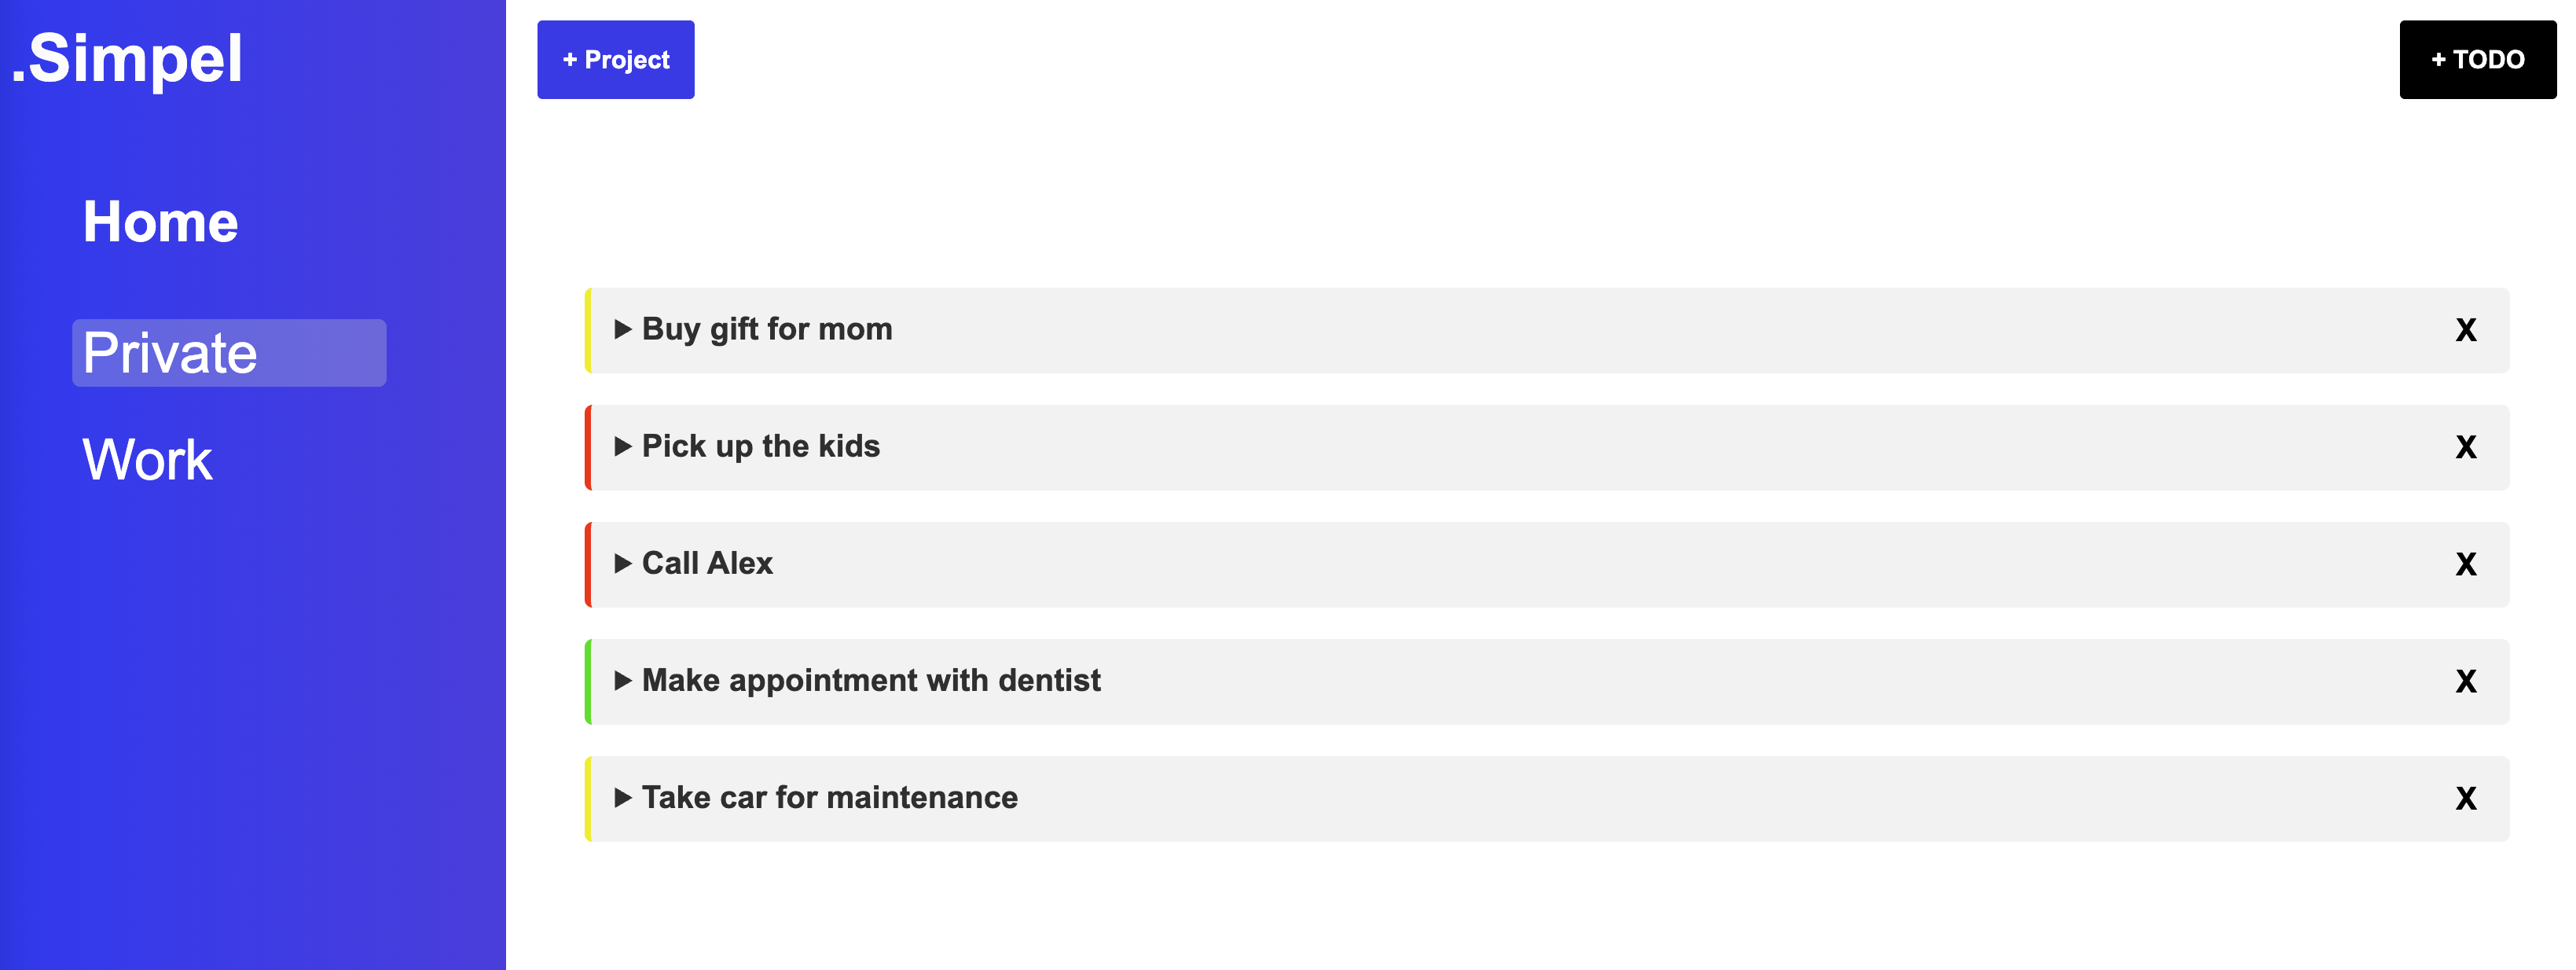 .Simpel
Home
Private
Work
+ Project
+ TODO
Buy gift for mom X
Pick up the kids X
Call Alex X
Make appointment with dentist X
Take car for maintenance X